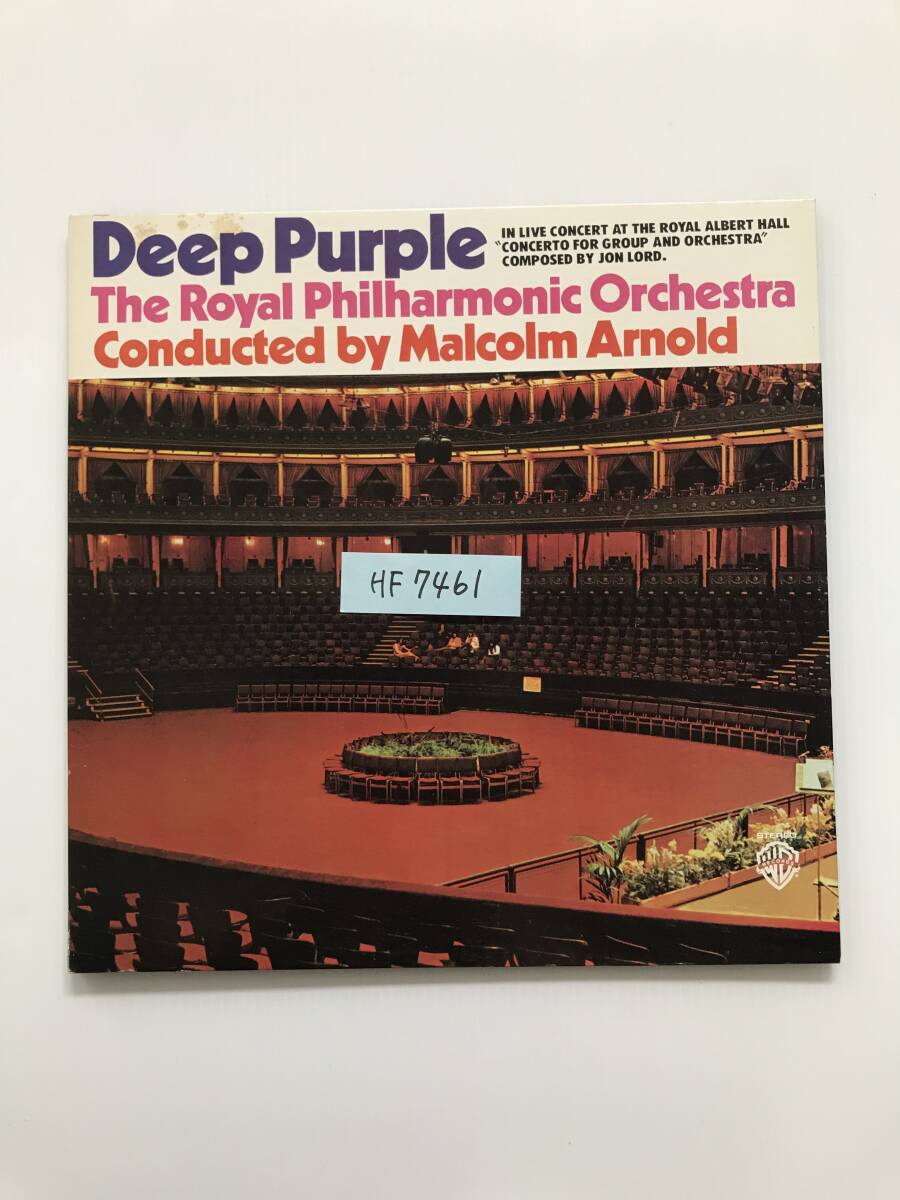 Deep Purple
IN LIVE CONCERT AT THE ROYAL ALBERT HALL
"CONCERTO FOR GROUP AND ORCHESTRA"
COMPOSED BY JON LORD.
The Royal Philharmonic Orchestra
Conducted by Malcolm Arnold
HF 7461
STEREO